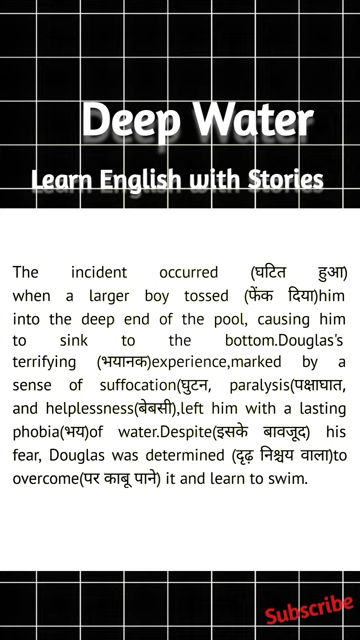 Deep Water
Learn English with Stories
The incident occurred (घटित हुआ)
when a larger boy tossed (फेंक दिया)him
into the deep end of the pool, causing him
to sink to the bottom.Douglas's
terrifying (भयानक)experience,marked by a
sense of suffocation(घुटन, paralysis(पक्षाघात,
and helplessness(बेबसी),left him with a lasting
phobia(भय)of water.Despite(इसके बावजूद) his
fear, Douglas was determined (दृढ़ निश्चय वाला)to
overcome(पर काबू पाने) it and learn to swim.
Subscribe